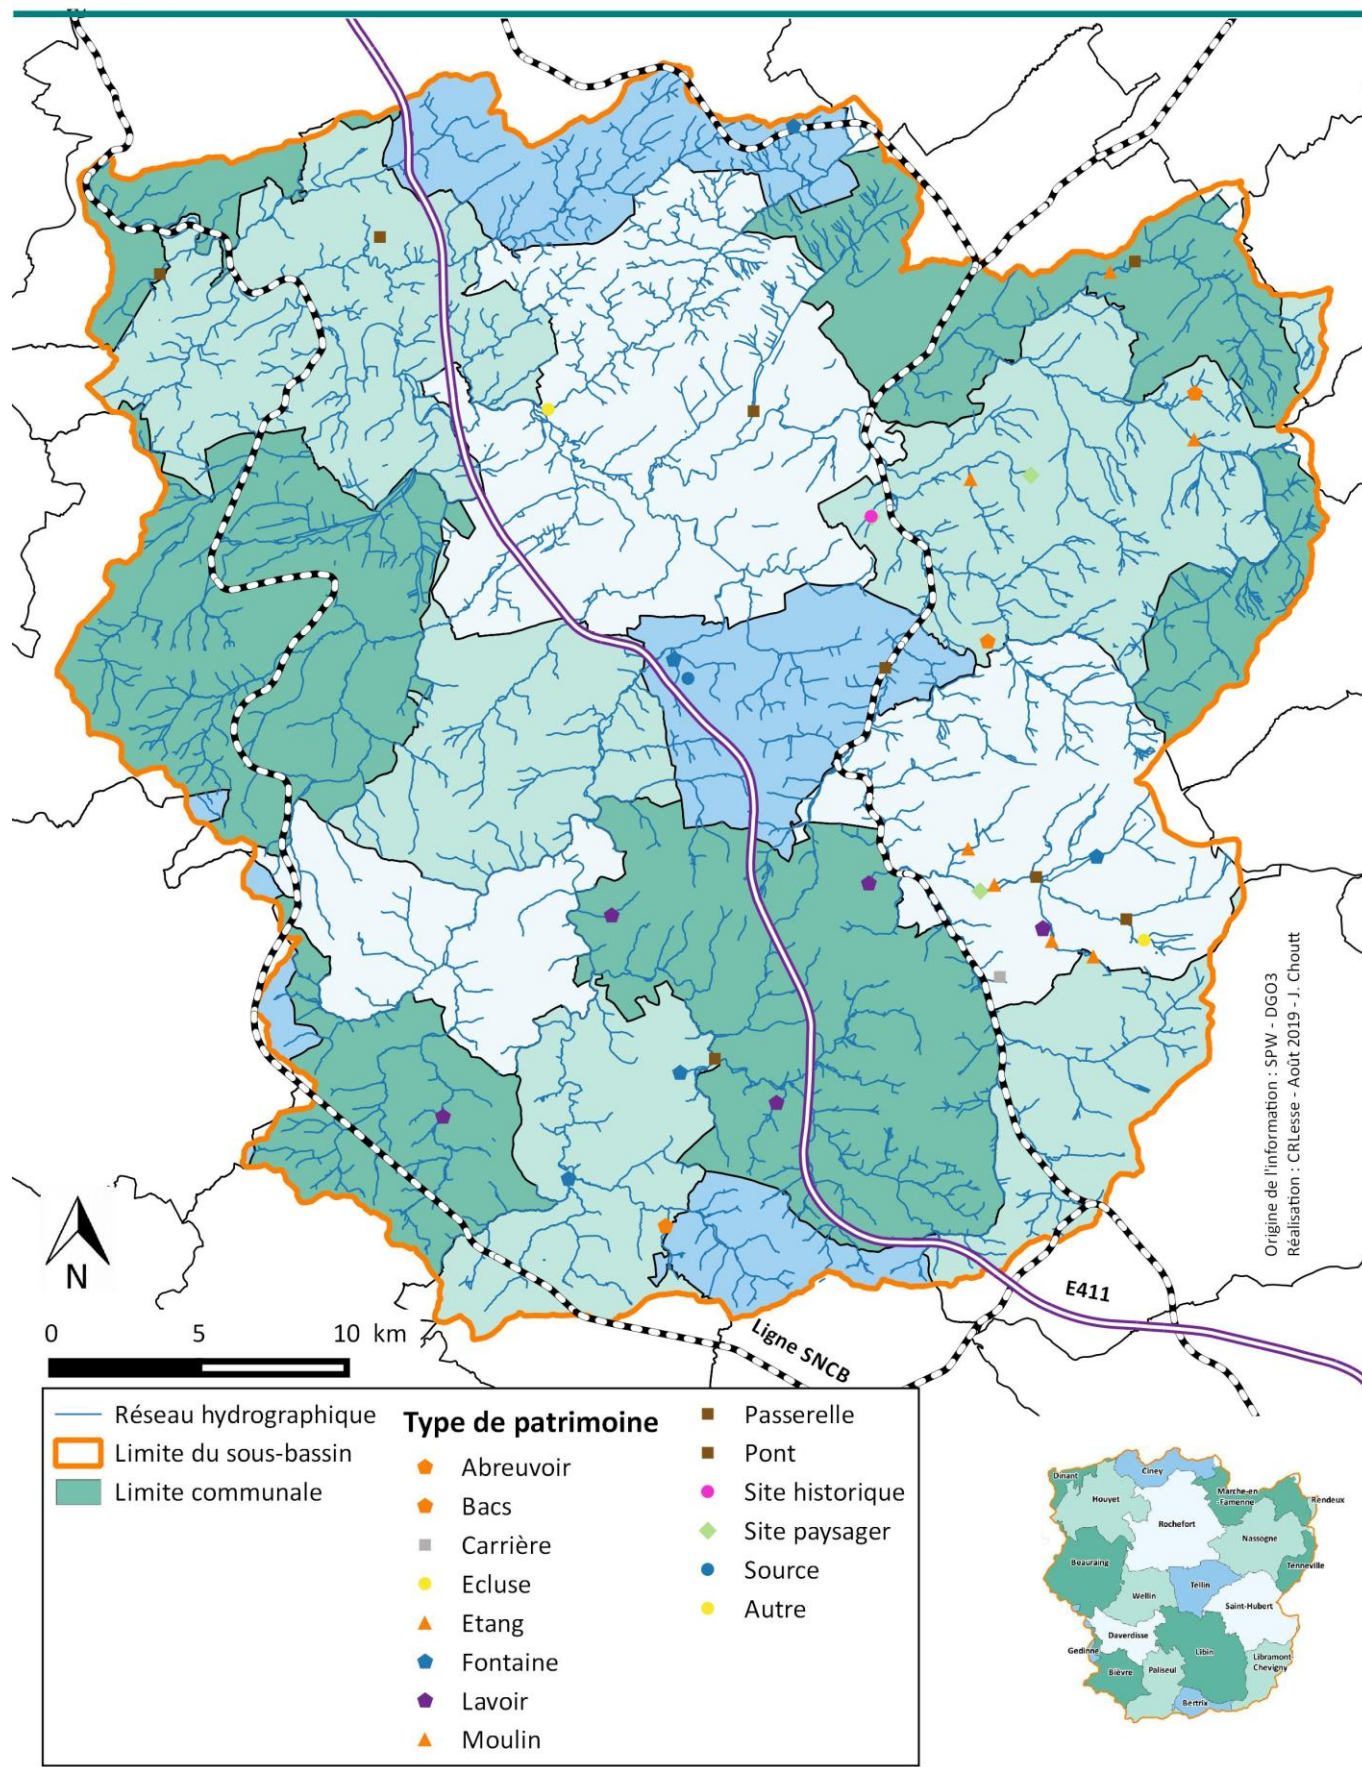 Origine de l'information : SPW - DGO3
Réalisation : CRLesse - Août 2019 - J. Choutt
N
E411
Ligne SNCB
0 5 10 km
Réseau hydrographique
Limite du sous-bassin
Limite communale
Type de patrimoine
Abreuvoir
Bacs
Carrière
Ecluse
Etang
Fontaine
Lavoir
Moulin
Passerelle
Pont
Site historique
Site paysager
Source
Autre
Dinant
Ciney
Houyet
Marche-en
-Famenne
Rendeux
Rochefort
Nassogne
Beauraing
Tenneville
Tellin
Wellin
Saint-Hubert
Daverdisse
Gedinne
Libin
Libramont-
Chevigny
Bièvre
Paliseul
Bertrix